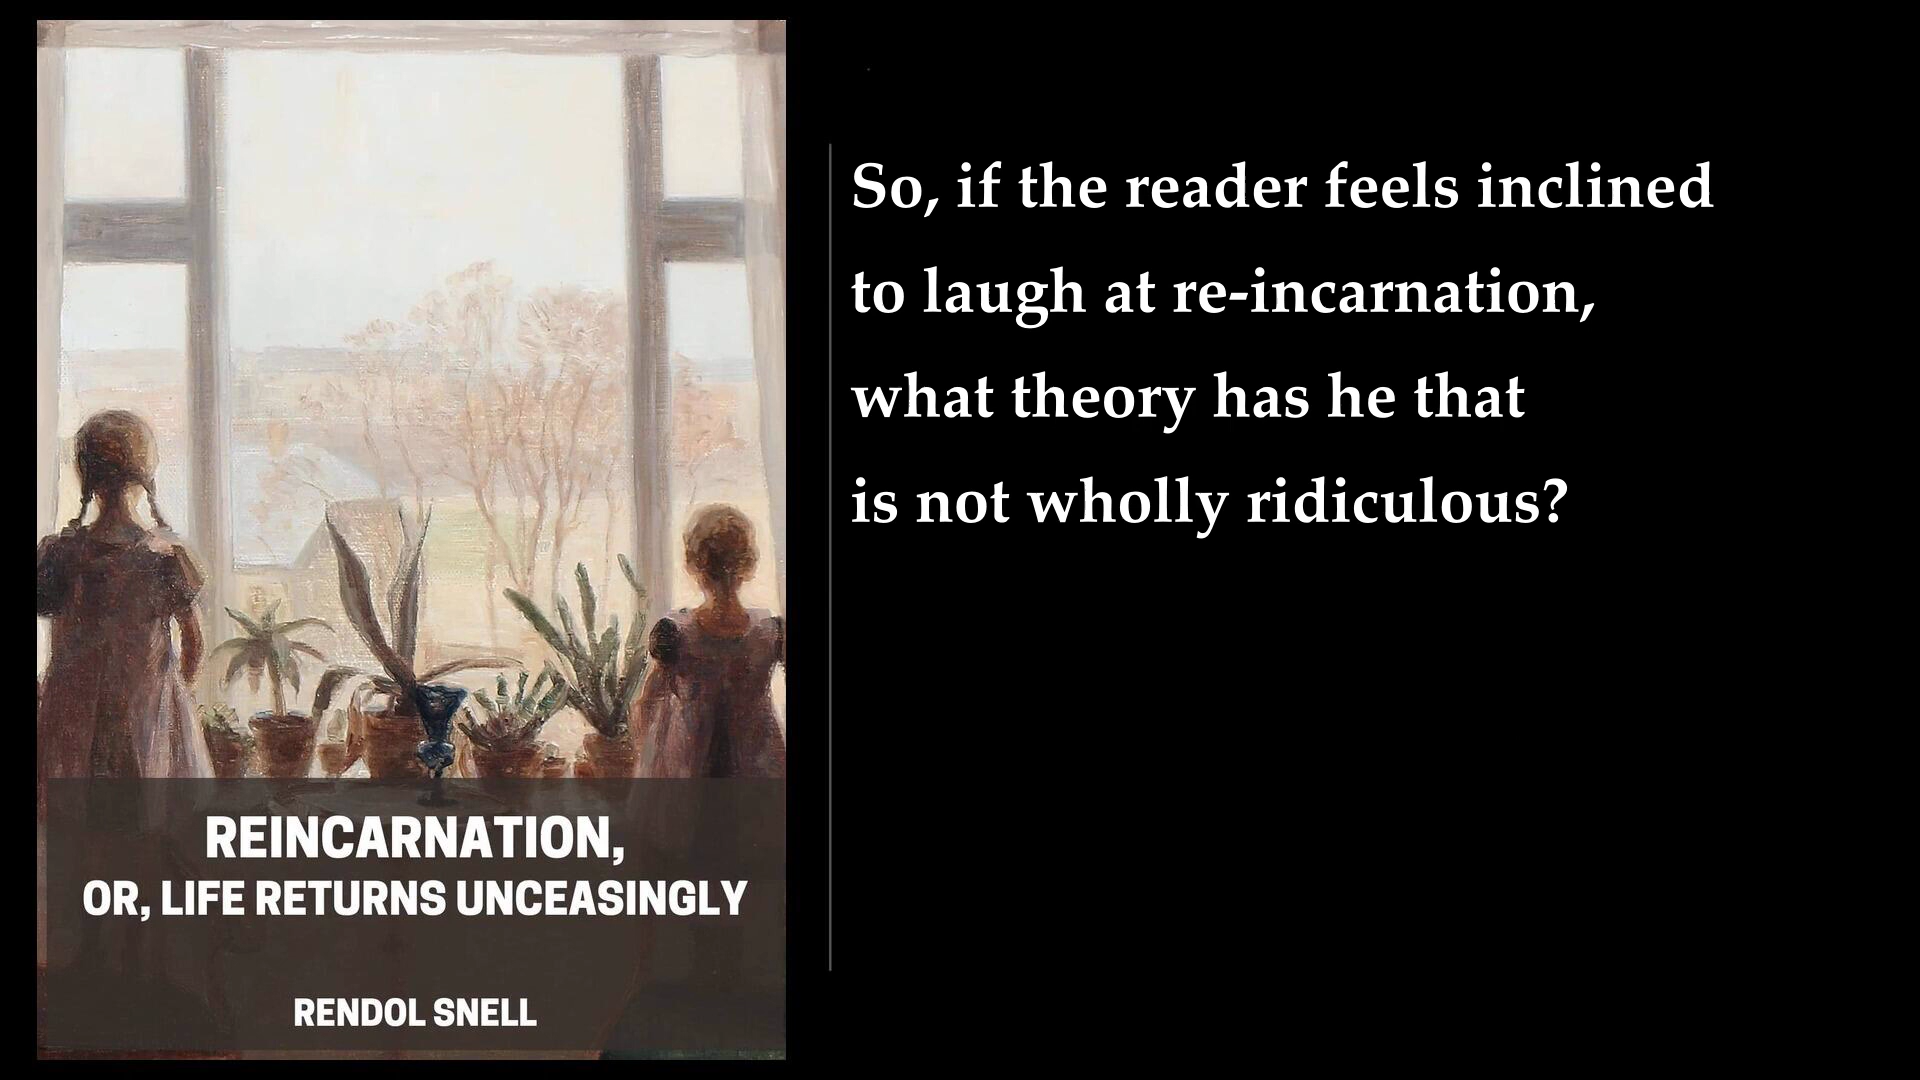 REINCARNATION,
OR, LIFE RETURNS UNCEASINGLY
RENDOL SNELL
So, if the reader feels inclined
to laugh at re-incarnation,
what theory has he that
is not wholly ridiculous?